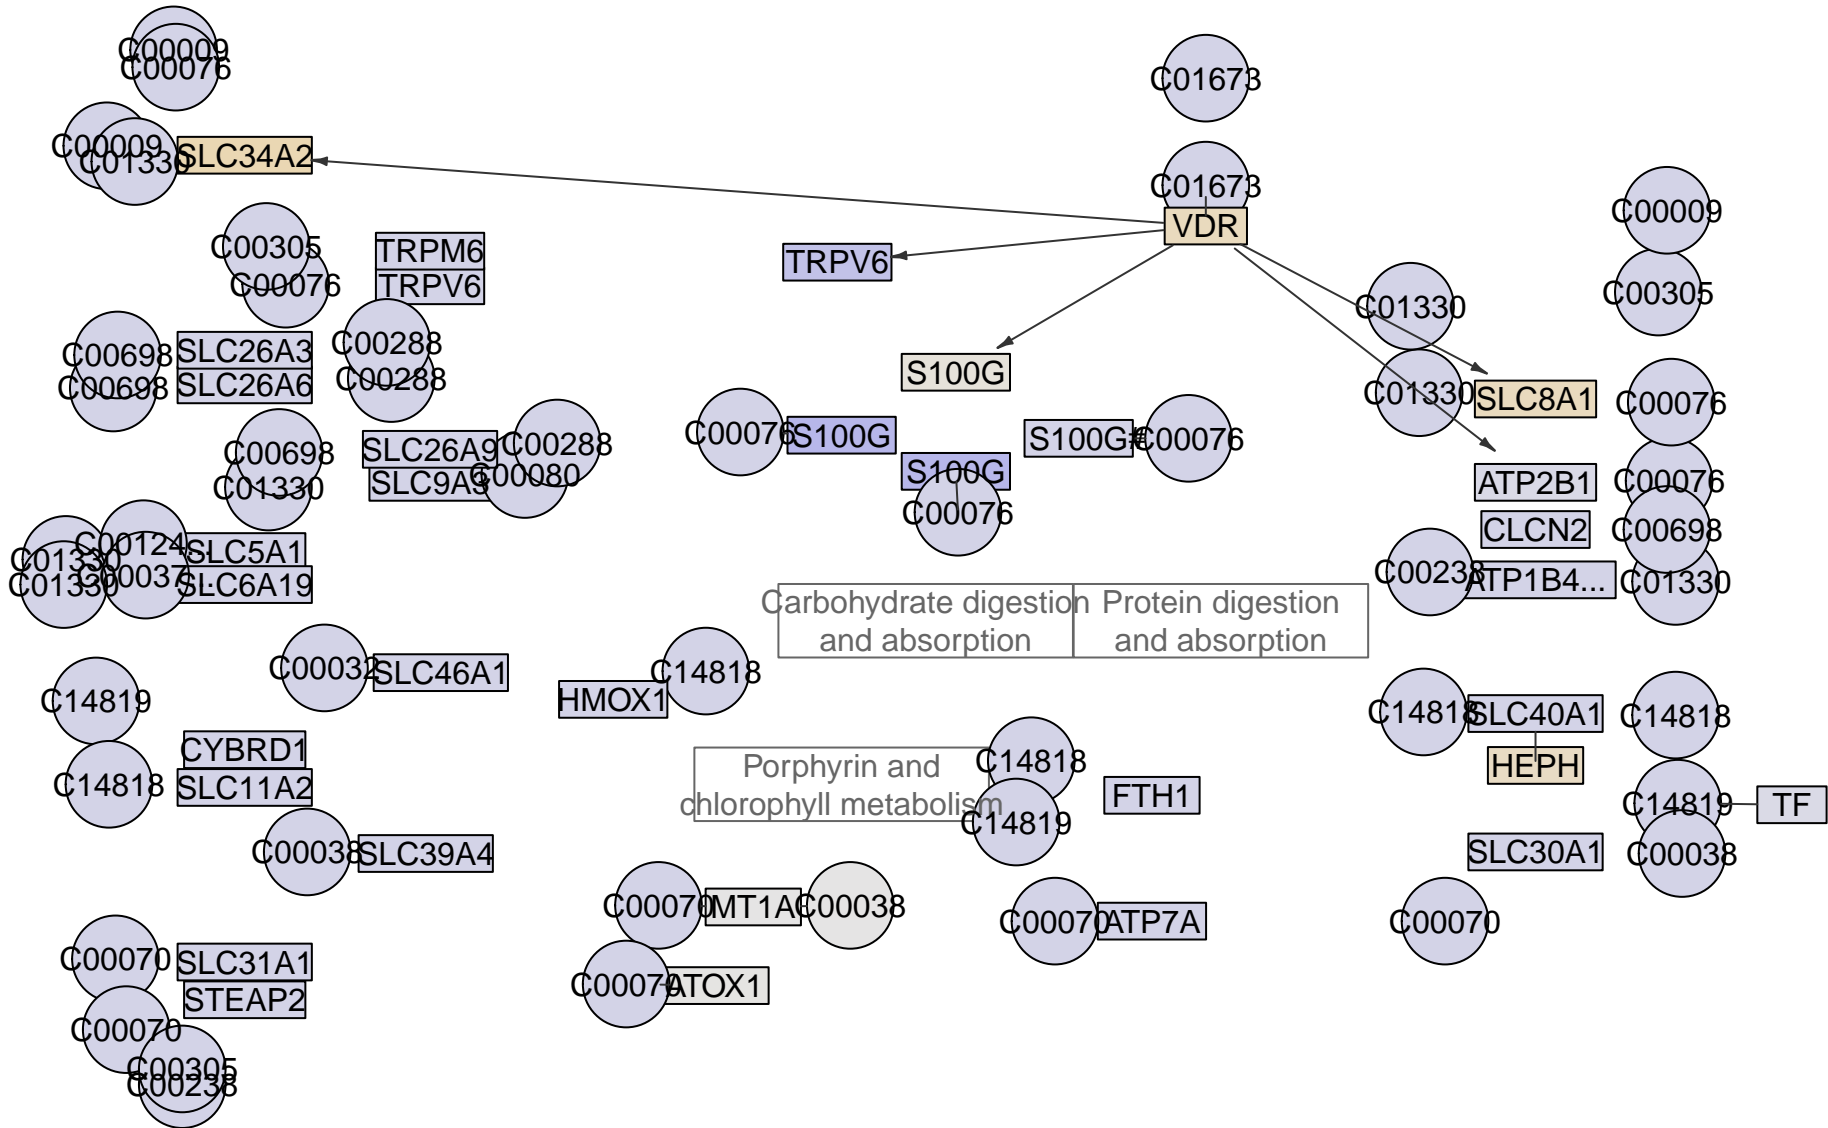 C00009
C00076
C01673
C00009
C01330
SLC34A2
C01673
VDR
C00009
C00305
C00076
TRPM6
TRPV6
TRPV6
C01330
C00305
C00698
C00698
SLC26A3
SLC26A6
C00288
C00288
S100G
C01330
SLC8A1
C00076
C00698
C01330
SLC26A9
SLC9A3
C00288
C00080
C00076
S100G
S100G
C00076
S100G#
C00076
ATP2B1
C00076
CLCN2
C00698
C01330
C01330
C00124...
C00037...
SLC5A1
SLC6A19
C00238
ATP1B4...
C01330
Carbohydrate digestion
and absorption
Protein digestion
and absorption
C00032
SLC46A1
C14818
HMOX1
C14819
C14818
CYBRD1
SLC11A2
C14818
SLC40A1
HEPH
C14818
Porphyrin and
chlorophyll metabolism
C14818
C14819
FTH1
C14819
TF
C00038
SLC39A4
SLC30A1
C00038
C00070
MT1A
C00038
C00070
ATP7A
C00070
C00070
SLC31A1
STEAP2
C00070
ATOX1
C00070
C00305
C00238